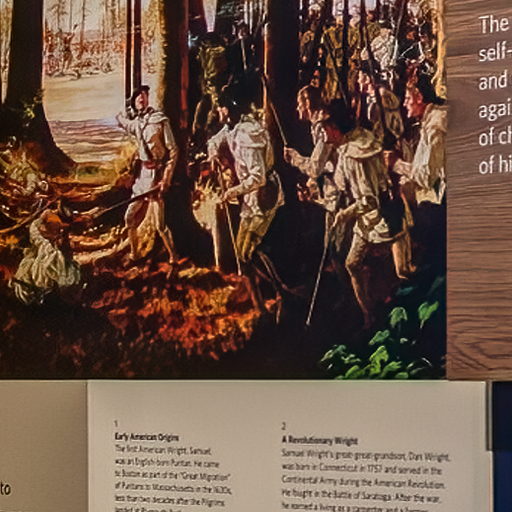 The
self-
and
agai
of c
of hi
1
Early American Origins
The first American Wright, Samuel,
was an English-born Puritan. He came
to Boston as part of the "Great Migration"
of Puritans to Massachusetts in the 1630s,
less than two decades after the Pilgrims
landed at
2
A Revolutionary Wright
Samuel Wright's great-great-grandson, Dan Wright,
was born in Connecticut in 1757 and served in the
Continental Army during the American Revolution.
He fought in the Battle of Saratoga. After the war,
he earned a living as a carpenter and a
to